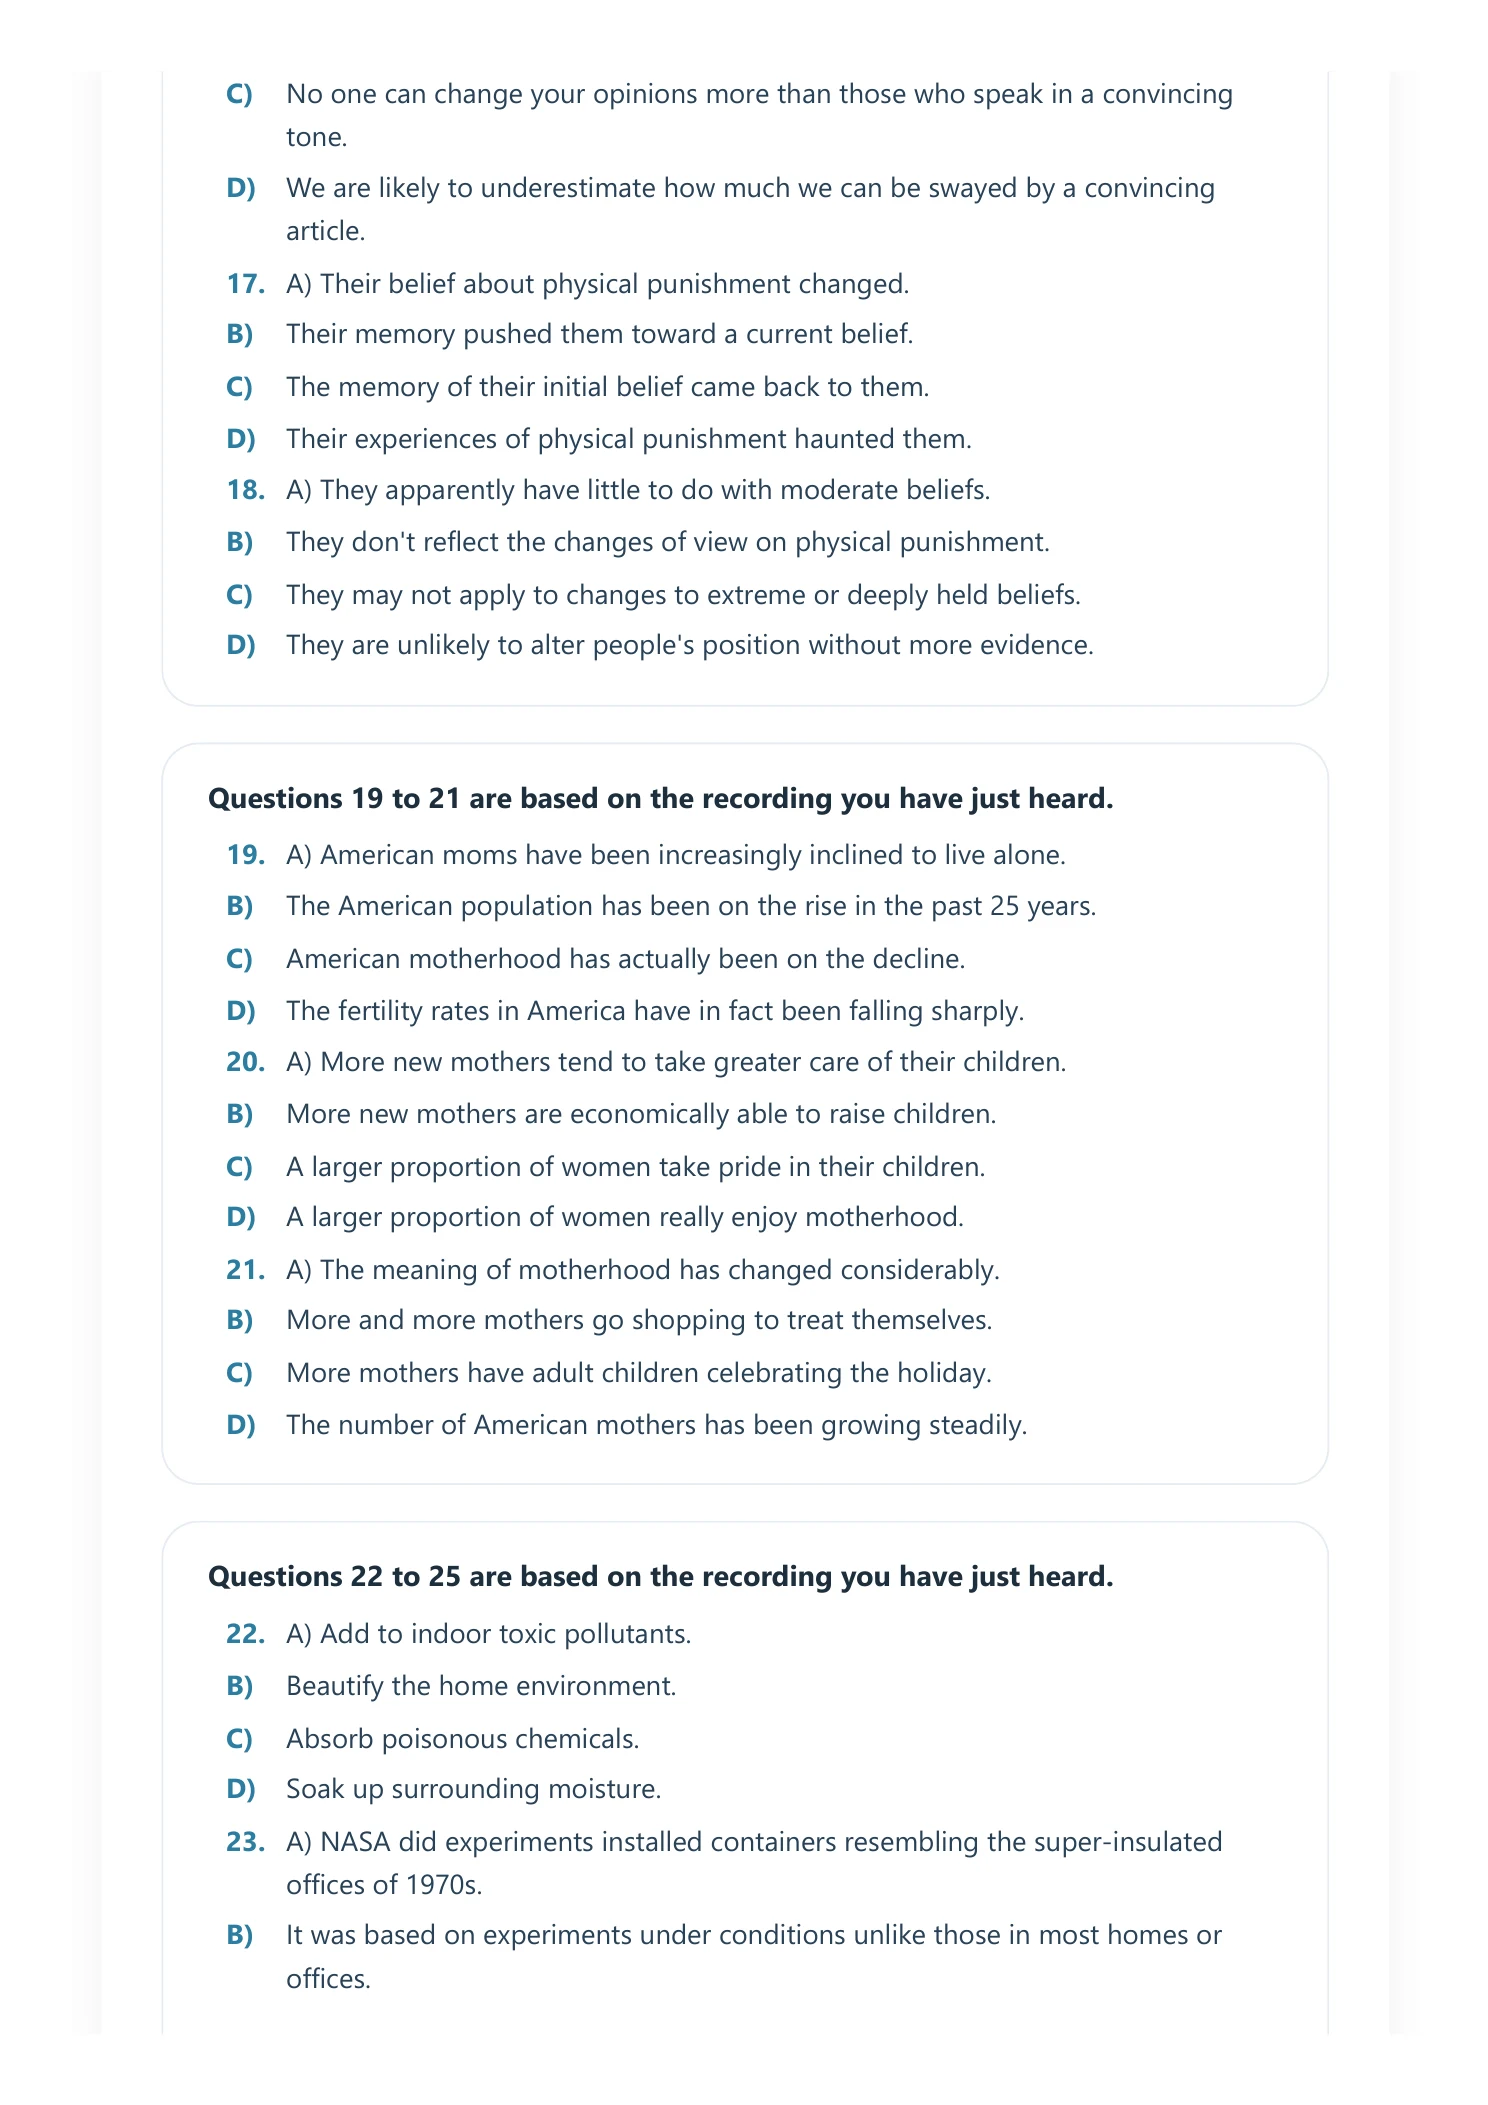 C) No one can change your opinions more than those who speak in a convincing
tone.
D) We are likely to underestimate how much we can be swayed by a convincing
article.
17. A) Their belief about physical punishment changed.
B) Their memory pushed them toward a current belief.
C) The memory of their initial belief came back to them.
D) Their experiences of physical punishment haunted them.
18. A) They apparently have little to do with moderate beliefs.
B) They don't reflect the changes of view on physical punishment.
C) They may not apply to changes to extreme or deeply held beliefs.
D) They are unlikely to alter people's position without more evidence.
Questions 19 to 21 are based on the recording you have just heard.
19. A) American moms have been increasingly inclined to live alone.
B) The American population has been on the rise in the past 25 years.
C) American motherhood has actually been on the decline.
D) The fertility rates in America have in fact been falling sharply.
20. A) More new mothers tend to take greater care of their children.
B) More new mothers are economically able to raise children.
C) A larger proportion of women take pride in their children.
D) A larger proportion of women really enjoy motherhood.
21. A) The meaning of motherhood has changed considerably.
B) More and more mothers go shopping to treat themselves.
C) More mothers have adult children celebrating the holiday.
D) The number of American mothers has been growing steadily.
Questions 22 to 25 are based on the recording you have just heard.
22. A) Add to indoor toxic pollutants.
B) Beautify the home environment.
C) Absorb poisonous chemicals.
D) Soak up surrounding moisture.
23. A) NASA did experiments installed containers resembling the super-insulated
offices of 1970s.
B) It was based on experiments under conditions unlike those in most homes or
offices.